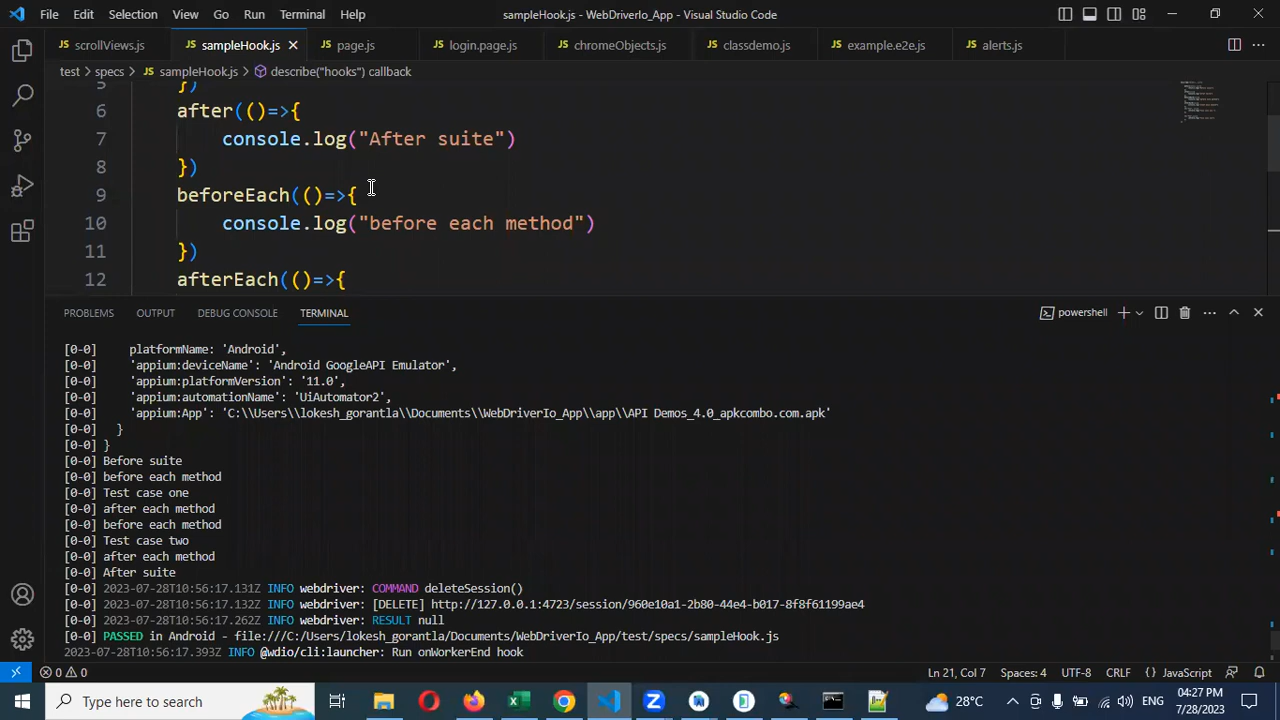 File Edit Selection View Go Run Terminal Help sampleHook.js - WebDriverIo_App - Visual Studio Code
scrollViews.js sampleHook.js page.js login.page.js chromeObjects.js classdemo.js example.e2e.js alerts.js
test > specs > sampleHook.js > describe("hooks") callback
5 })
6 after(()=>{
7 console.log("After suite")
8 })
9 beforeEach(()=>{
10 console.log("before each method")
11 })
12 afterEach(()=>{
PROBLEMS OUTPUT DEBUG CONSOLE TERMINAL powershell
[0-0] platformName: 'Android',
[0-0] 'appium:deviceName': 'Android GoogleAPI Emulator',
[0-0] 'appium:platformVersion': '11.0',
[0-0] 'appium:automationName': 'UiAutomator2',
[0-0] 'appium:App': 'C:\\Users\\lokesh_gorantla\\Documents\\WebDriverIo_App\\app\\API Demos_4.0_apkcombo.com.apk'
[0-0] }
[0-0] }
[0-0] Before suite
[0-0] before each method
[0-0] Test case one
[0-0] after each method
[0-0] before each method
[0-0] Test case two
[0-0] after each method
[0-0] After suite
[0-0] 2023-07-28T10:56:17.131Z INFO webdriver: COMMAND deleteSession()
[0-0] 2023-07-28T10:56:17.132Z INFO webdriver: [DELETE] http://127.0.0.1:4723/session/960e10a1-2b80-44e4-b017-8f8f61199ae4
[0-0] 2023-07-28T10:56:17.262Z INFO webdriver: RESULT null
[0-0] PASSED in Android - file:///C:/Users/lokesh_gorantla/Documents/WebDriverIo_App/test/specs/sampleHook.js
2023-07-28T10:56:17.393Z INFO @wdio/cli:launcher: Run onWorkerEnd hook
0 0 Ln 21, Col 7 Spaces: 4 UTF-8 CRLF JavaScript
Type here to search 28°C ENG 04:27 PM
7/28/2023